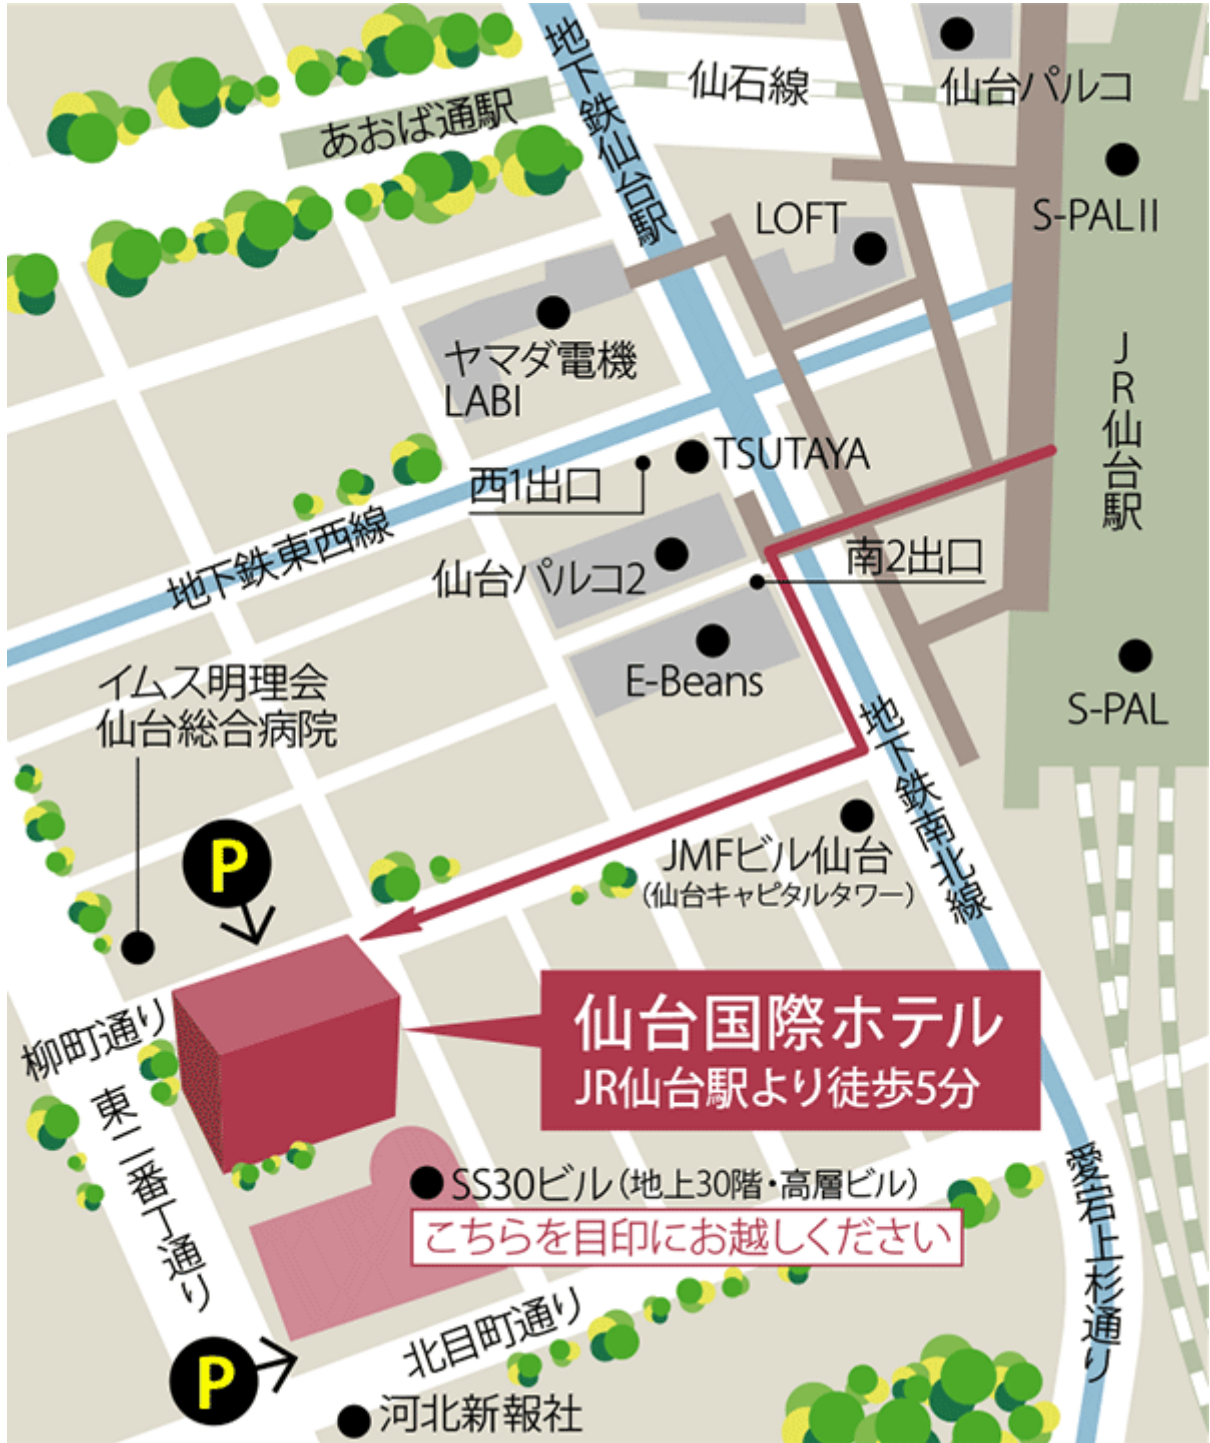 地下鉄仙台駅
仙石線
仙台パルコ
あおば通駅
S-PALII
LOFT
ヤマダ電機
LABI
JR仙台駅
TSUTAYA
西1出口
地下鉄東西線
仙台パルコ2
南2出口
E-Beans
S-PAL
イムス明理会
仙台総合病院
地下鉄南北線
P
JMFビル仙台
(仙台キャピタルタワー)
仙台国際ホテル
JR仙台駅より徒歩5分
柳町通り
東二番丁通り
SS30ビル(地上30階・高層ビル)
こちらを目印にお越しください
愛宕上杉通り
北目町通り
P
河北新報社